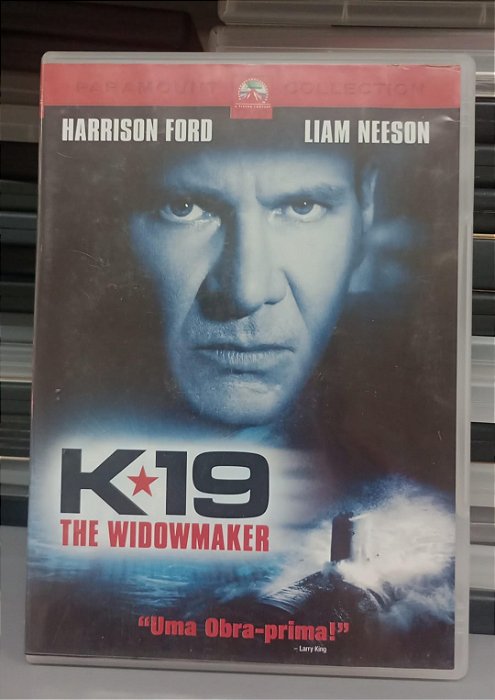 PARAMOUNT COLLECTION
HARRISON FORD LIAM NEESON
K★19
THE WIDOWMAKER
"Uma Obra-prima!"
– Larry King